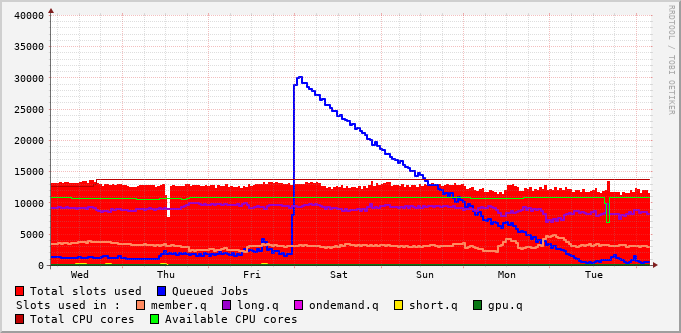 40000
35000
30000
25000
20000
15000
10000
5000
0
Wed Thu Fri Sat Sun Mon Tue
Total slots used Queued Jobs
Slots used in : member.q long.q ondemand.q short.q gpu.q
Total CPU cores Available CPU cores
RRDTOOL / TOBI OETIKER